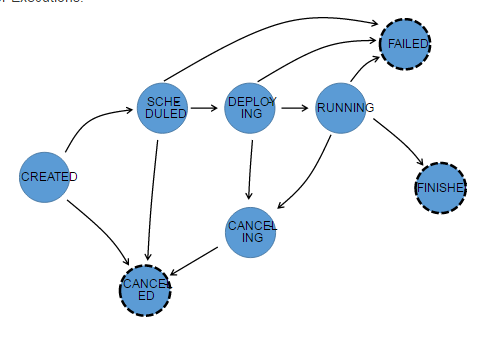 r Executions.
FAILED
SCHE
DULED
DEPLOY
ING
RUNNING
CREATED
FINISHE
CANCEL
ING
CANCEL
ED